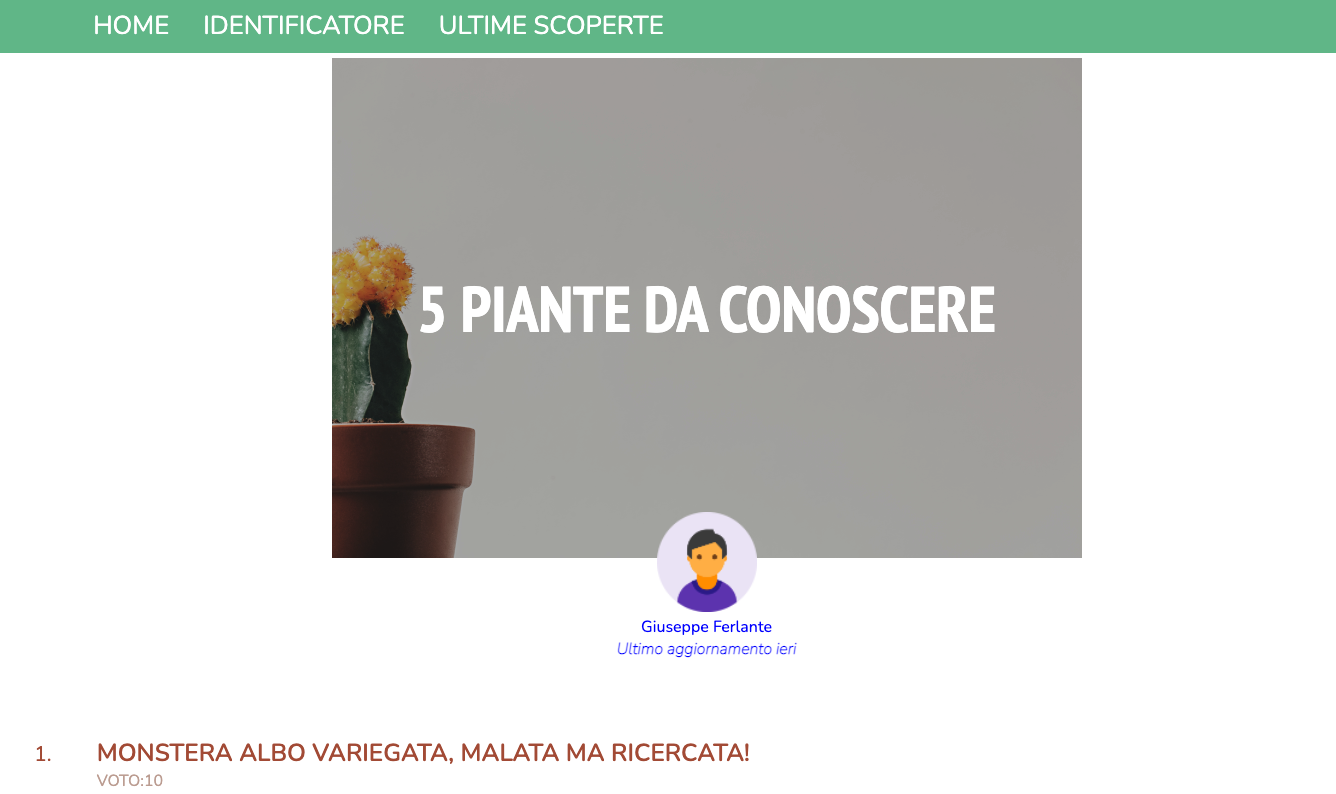 HOME IDENTIFICATORE ULTIME SCOPERTE
5 PIANTE DA CONOSCERE
Giuseppe Ferlante
Ultimo aggiornamento ieri
1. MONSTERA ALBO VARIEGATA, MALATA MA RICERCATA!
VOTO:10